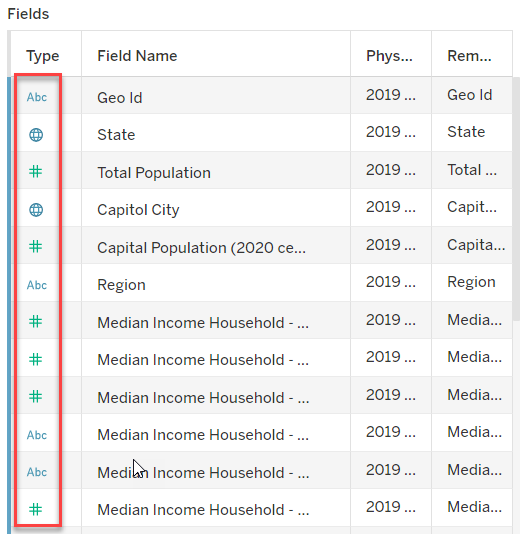 Fields
Type Field Name Phys... Rem...
Abc Geo Id 2019 ... Geo Id
State 2019 ... State
# Total Population 2019 ... Total ...
Capitol City 2019 ... Capit...
# Capital Population (2020 ce... 2019 ... Capita...
Abc Region 2019 ... Region
# Median Income Household - ... 2019 ... Media...
# Median Income Household - ... 2019 ... Media...
# Median Income Household - ... 2019 ... Media...
Abc Median Income Household - ... 2019 ... Media...
Abc Median Income Household - ... 2019 ... Media...
# Median Income Household - ... 2019 ... Media...